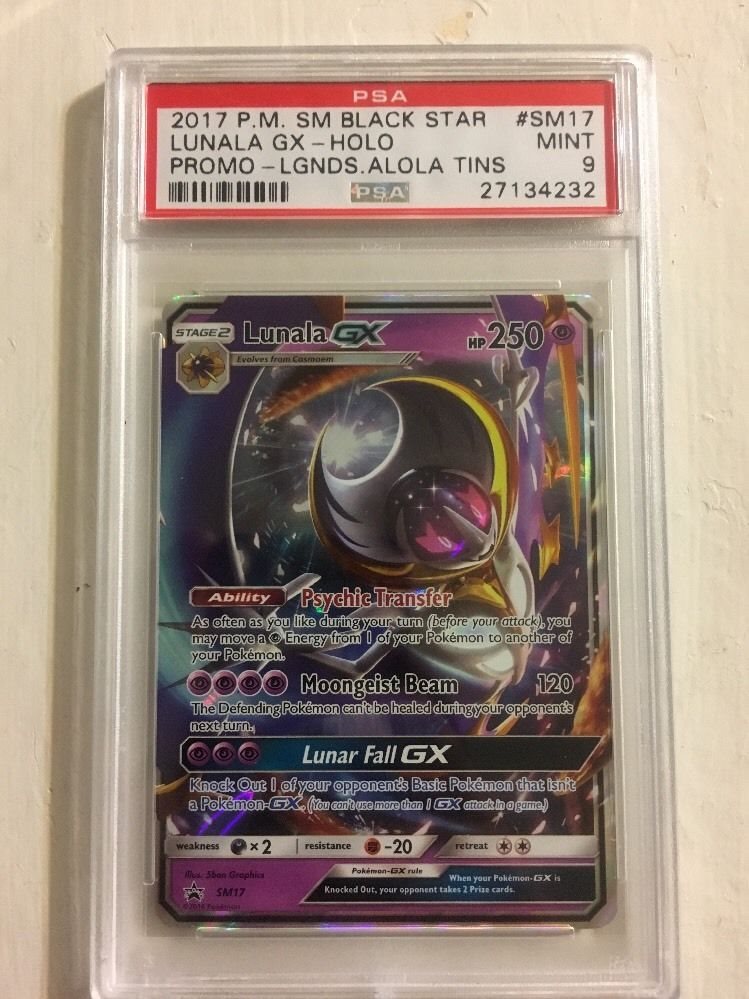 PSA
2017 P.M. SM BLACK STAR #SM17
LUNALA GX - HOLO MINT
PROMO - LGNDS.ALOLA TINS 9
PSA 27134232
STAGE2 Lunala GX HP 250
Evolves from Cosmoem
Ability Psychic Transfer
As often as you like during your turn (before your attack), you
may move a Energy from 1 of your Pokémon to another of
your Pokémon.
Moongeist Beam 120
The Defending Pokémon can't be healed during your opponent's
next turn.
Lunar Fall GX
Knock Out 1 of your opponent's Basic Pokémon that isn't
a Pokémon-GX. (You can't use more than 1 GX attack in a game.)
weakness ×2 resistance -20 retreat
Illus. 5ban Graphics Pokémon-GX rule When your Pokémon-GX is
SM17 Knocked Out, your opponent takes 2 Prize cards.
©2016 Pokémon